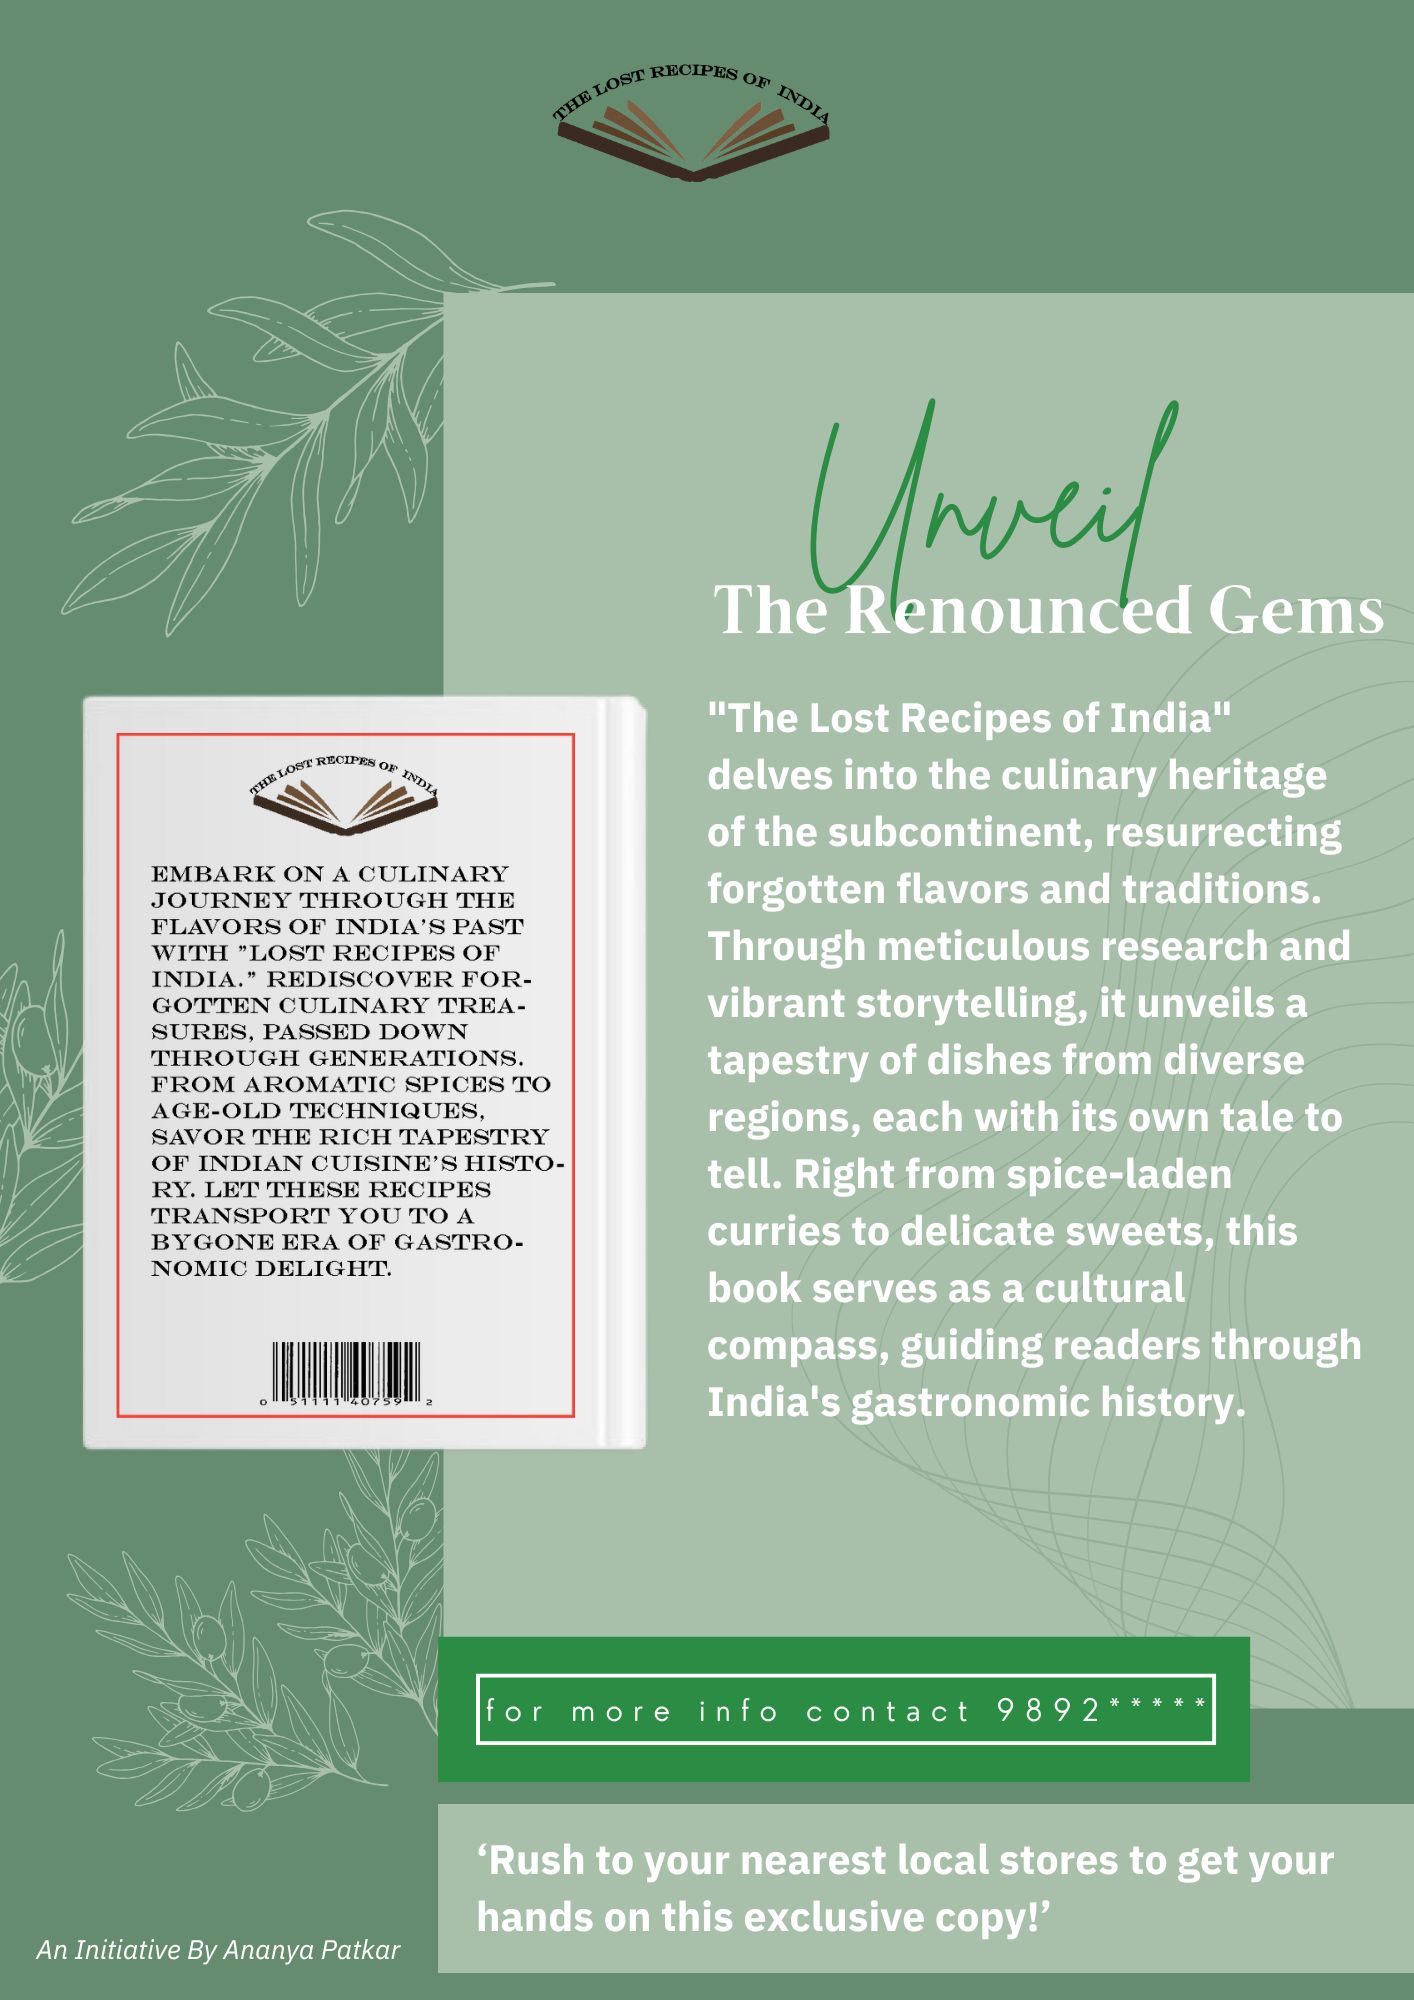 THE LOST RECIPES OF INDIA
Unveil
The Renounced Gems
THE LOST RECIPES OF INDIA
EMBARK ON A CULINARY
JOURNEY THROUGH THE
FLAVORS OF INDIA'S PAST
WITH "LOST RECIPES OF
INDIA." REDISCOVER FOR-
GOTTEN CULINARY TREA-
SURES, PASSED DOWN
THROUGH GENERATIONS.
FROM AROMATIC SPICES TO
AGE-OLD TECHNIQUES,
SAVOR THE RICH TAPESTRY
OF INDIAN CUISINE'S HISTO-
RY. LET THESE RECIPES
TRANSPORT YOU TO A
BYGONE ERA OF GASTRO-
NOMIC DELIGHT.
0 51111 40759 2
"The Lost Recipes of India"
delves into the culinary heritage
of the subcontinent, resurrecting
forgotten flavors and traditions.
Through meticulous research and
vibrant storytelling, it unveils a
tapestry of dishes from diverse
regions, each with its own tale to
tell. Right from spice-laden
curries to delicate sweets, this
book serves as a cultural
compass, guiding readers through
India's gastronomic history.
for more info contact 9892*****
‘Rush to your nearest local stores to get your
hands on this exclusive copy!’
An Initiative By Ananya Patkar